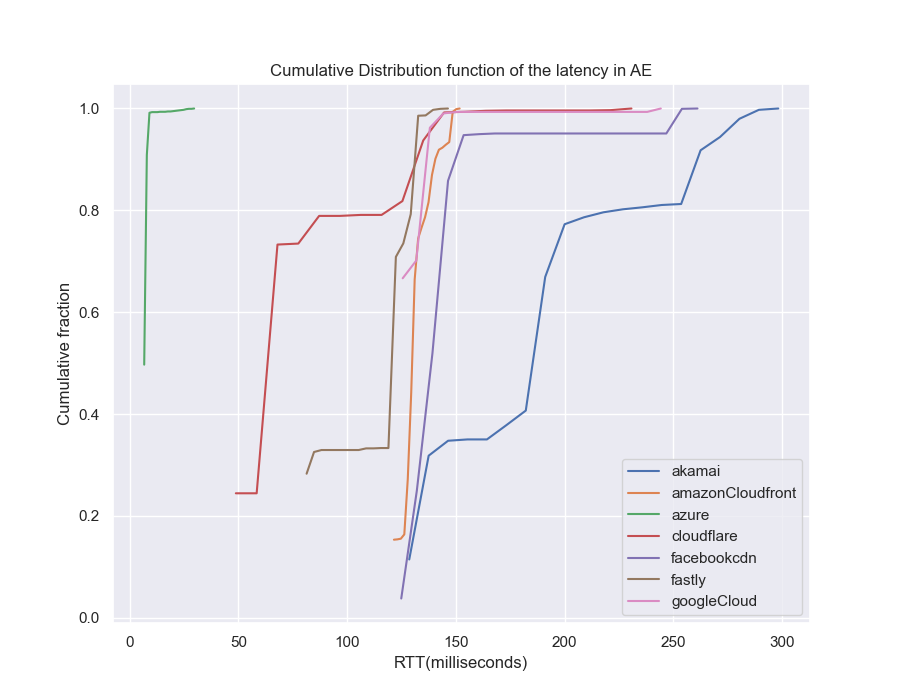 Cumulative Distribution function of the latency in AE
1.0
0.8
0.6
0.4
0.2
0.0
Cumulative fraction
0 50 100 150 200 250 300
RTT(milliseconds)
akamai
amazonCloudfront
azure
cloudflare
facebookcdn
fastly
googleCloud